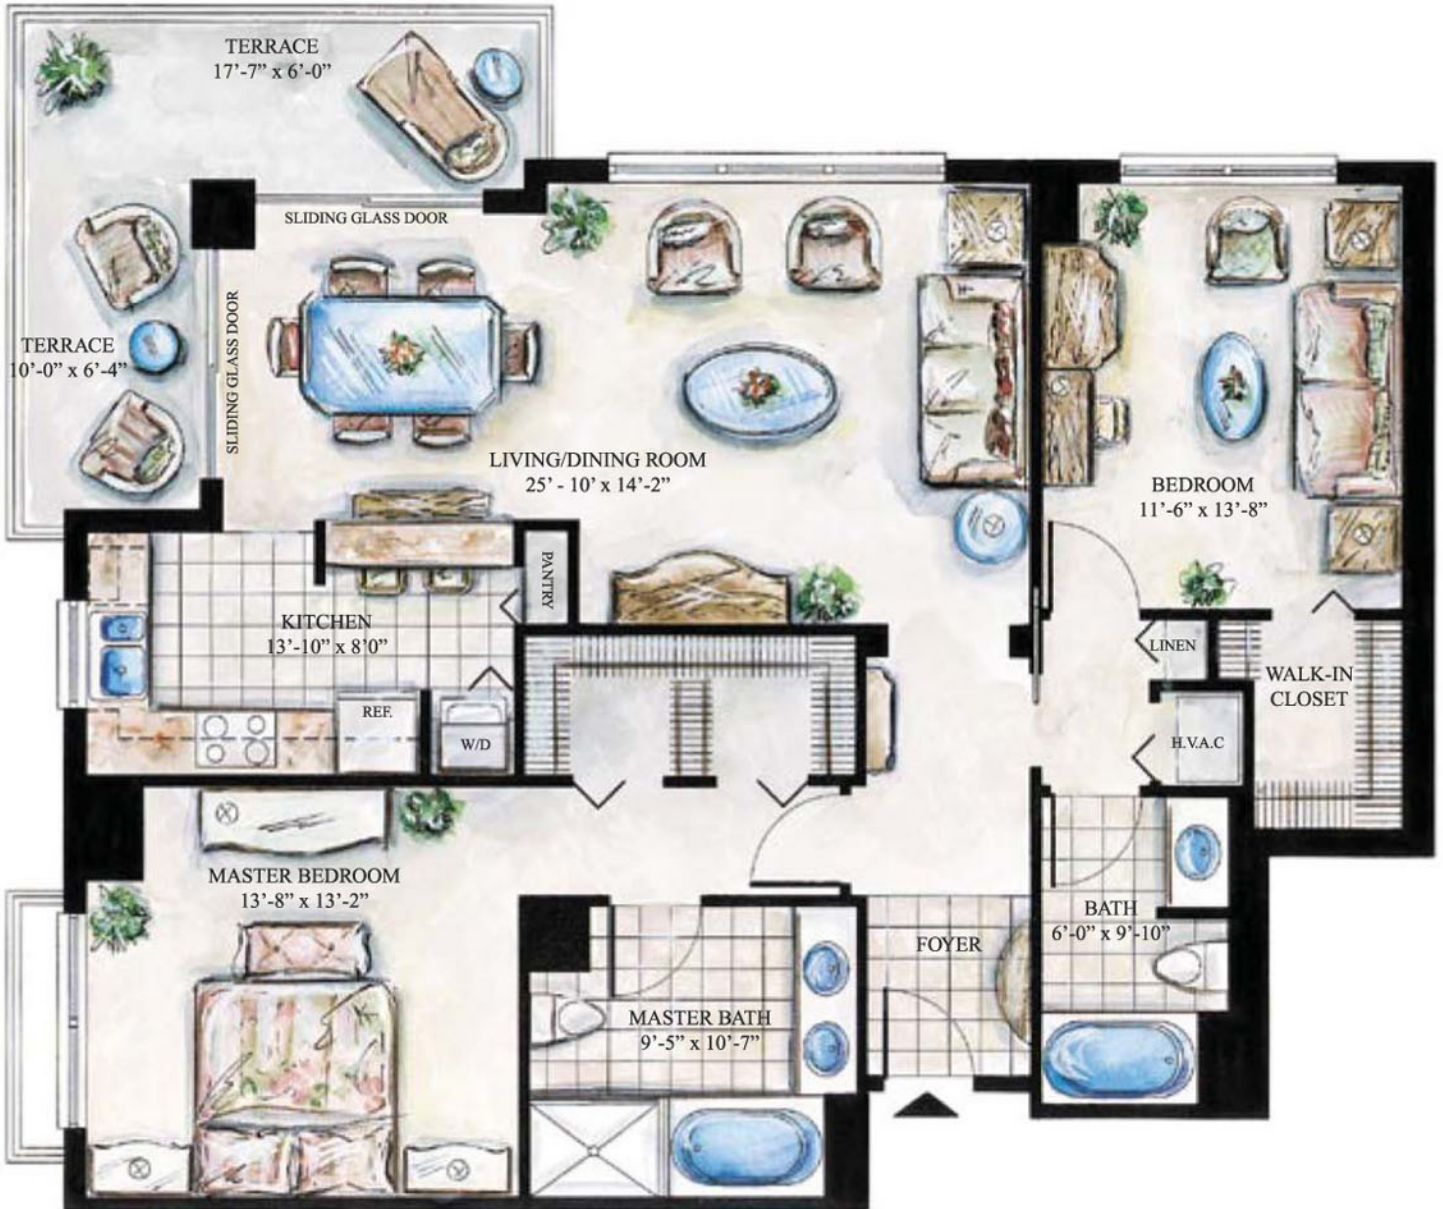 TERRACE
17’-7” x 6’-0”
SLIDING GLASS DOOR
SLIDING GLASS DOOR
TERRACE
10’-0” x 6’-4”
LIVING/DINING ROOM
25’ - 10’ x 14’-2”
BEDROOM
11’-6” x 13’-8”
PANTRY
KITCHEN
13’-10” x 8’0”
LINEN
WALK-IN
CLOSET
REF.
W/D
H.V.A.C
MASTER BEDROOM
13’-8” x 13’-2”
BATH
6’-0” x 9’-10”
FOYER
MASTER BATH
9’-5” x 10’-7”